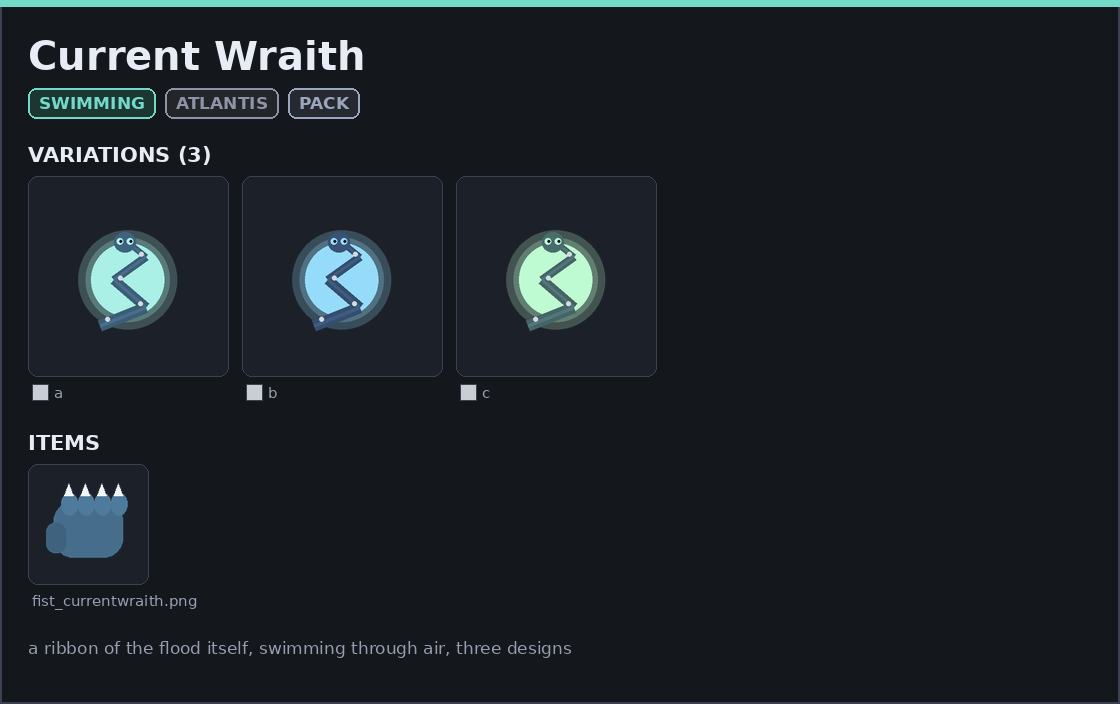 Current Wraith
SWIMMING ATLANTIS PACK
VARIATIONS (3)
a b c
ITEMS
fist_currentwraith.png
a ribbon of the flood itself, swimming through air, three designs